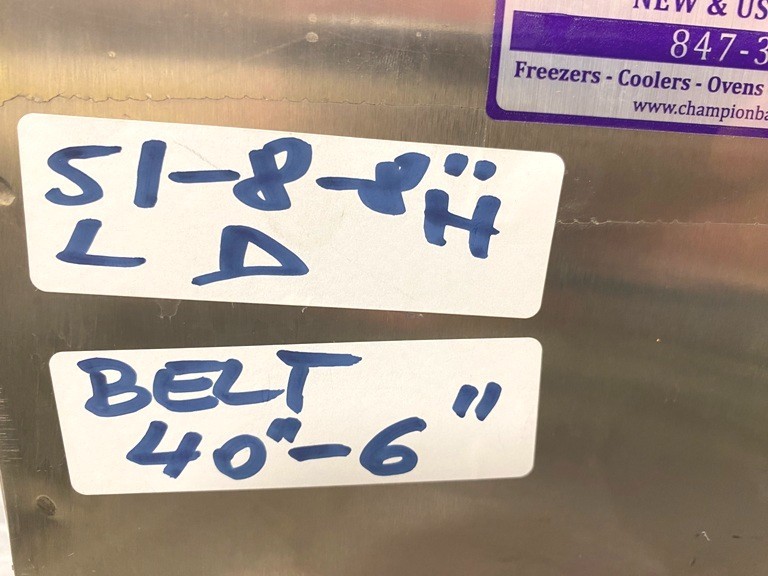 NEW & US
847-3
Freezers - Coolers - Ovens
www.championba
51-8-8"
L D H
BELT
40"-6"